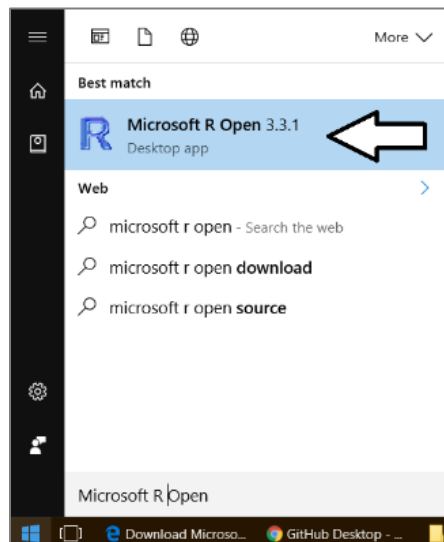 More
Best match
Microsoft R Open 3.3.1
Desktop app
Web
microsoft r open - Search the web
microsoft r open download
microsoft r open source
Microsoft R Open
Download Microso... GitHub Desktop - ...